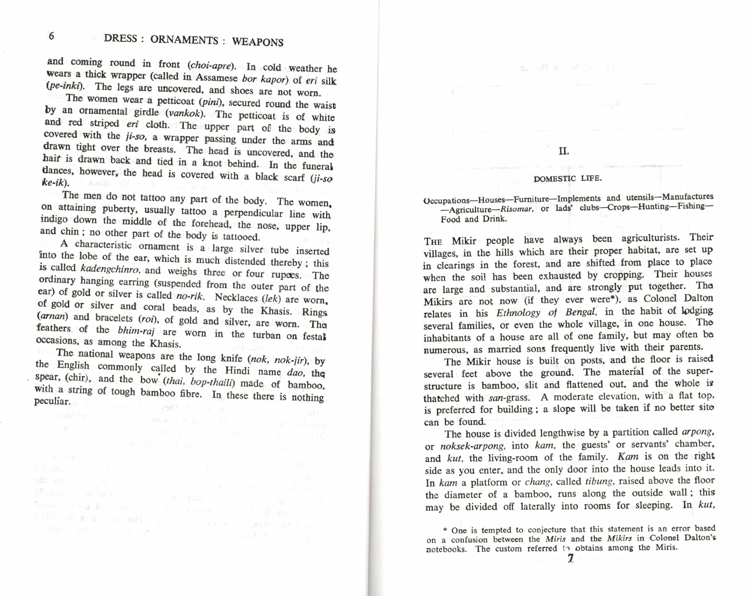 6 DRESS : ORNAMENTS : WEAPONS
and coming round in front (choi-apre). In cold weather he
wears a thick wrapper (called in Assamese bor kapor) of eri silk
(pe-inki). The legs are uncovered, and shoes are not worn.
The women wear a petticoat (pini), secured round the waist
by an ornamental girdle (vankok). The petticoat is of white
and red striped eri cloth. The upper part of the body is
covered with the ji-so, a wrapper passing under the arms and
drawn tight over the breasts. The head is uncovered, and the
hair is drawn back and tied in a knot behind. In the funeral
dances, however, the head is covered with a black scarf (ji-so
ke-ik).
The men do not tattoo any part of the body. The women,
on attaining puberty, usually tattoo a perpendicular line with
indigo down the middle of the forehead, the nose, upper lip,
and chin ; no other part of the body is tattooed.
A characteristic ornament is a large silver tube inserted
into the lobe of the ear, which is much distended thereby ; this
is called kadengchinro, and weighs three or four rupees. The
ordinary hanging earring (suspended from the outer part of the
ear) of gold or silver is called no-rik. Necklaces (lek) are worn,
of gold or silver and coral beads, as by the Khasis. Rings
(arnan) and bracelets (roi), of gold and silver, are worn. The
feathers of the bhim-raj are worn in the turban on festal
occasions, as among the Khasis.
The national weapons are the long knife (nok, nok-jir), by
the English commonly called by the Hindi name dao, the
spear, (chir), and the bow (thai, bop-thaili) made of bamboo,
with a string of tough bamboo fibre. In these there is nothing
peculiar.
II.
DOMESTIC LIFE.
Occupations—Houses—Furniture—Implements and utensils—Manufactures
—Agriculture—Risomar, or lads' clubs—Crops—Hunting—Fishing—
Food and Drink.
THE Mikir people have always been agriculturists. Their
villages, in the hills which are their proper habitat, are set up
in clearings in the forest, and are shifted from place to place
when the soil has been exhausted by cropping. Their houses
are large and substantial, and are strongly put together. The
Mikirs are not now (if they ever were*), as Colonel Dalton
relates in his Ethnology of Bengal, in the habit of lodging
several families, or even the whole village, in one house. The
inhabitants of a house are all of one family, but may often be
numerous, as married sons frequently live with their parents.
The Mikir house is built on posts, and the floor is raised
several feet above the ground. The material of the super-
structure is bamboo, slit and flattened out, and the whole is
thatched with san-grass. A moderate elevation, with a flat top,
is preferred for building ; a slope will be taken if no better site
can be found.
The house is divided lengthwise by a partition called arpong,
or noksek-arpong, into kam, the guests' or servants' chamber,
and kut, the living-room of the family. Kam is on the right
side as you enter, and the only door into the house leads into it.
In kam a platform or chang, called tibung, raised above the floor
the diameter of a bamboo, runs along the outside wall ; this
may be divided off laterally into rooms for sleeping. In kut,
* One is tempted to conjecture that this statement is an error based
on a confusion between the Miris and the Mikirs in Colonel Dalton's
notebooks. The custom referred to obtains among the Miris.
7